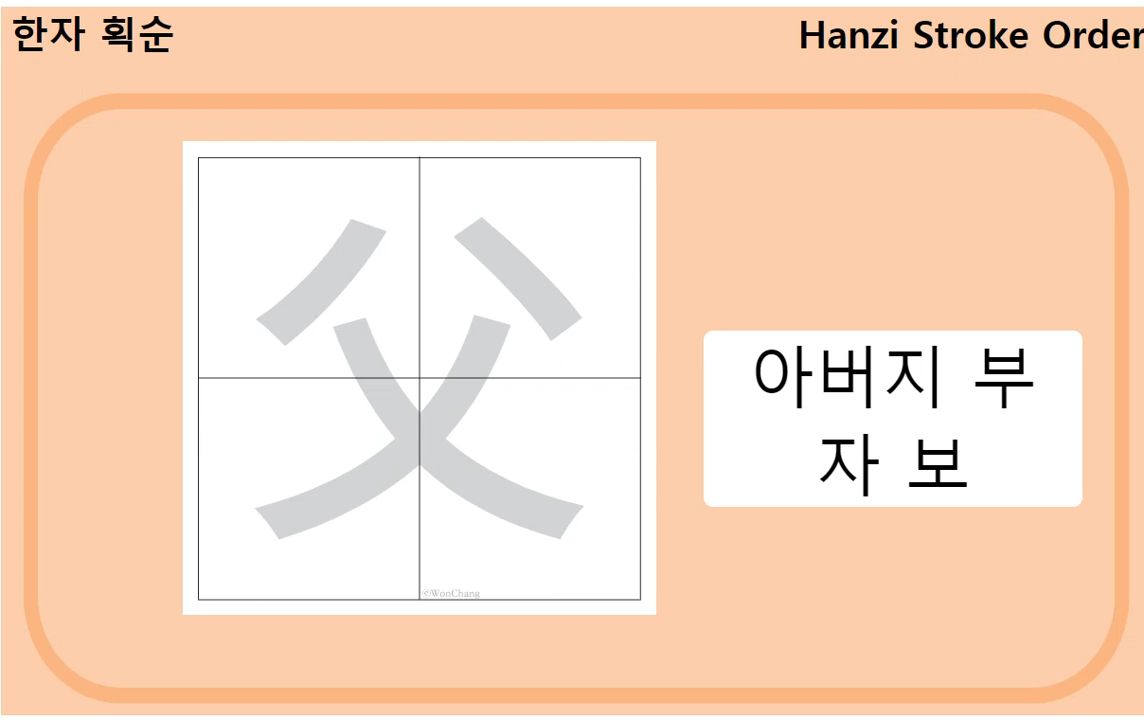 한자 획순
Hanzi Stroke Order
父
아버지 부
자 보
©WonChang